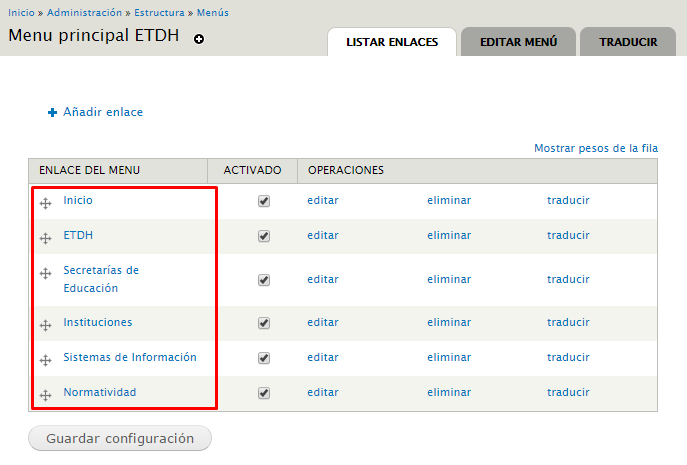 Inicio » Administración » Estructura » Menús
Menu principal ETDH
LISTAR ENLACES EDITAR MENÚ TRADUCIR
Añadir enlace
Mostrar pesos de la fila
ENLACE DEL MENU ACTIVADO OPERACIONES
Inicio editar eliminar traducir
ETDH editar eliminar traducir
Secretarías de
Educación editar eliminar traducir
Instituciones editar eliminar traducir
Sistemas de Información editar eliminar traducir
Normatividad editar eliminar traducir
Guardar configuración